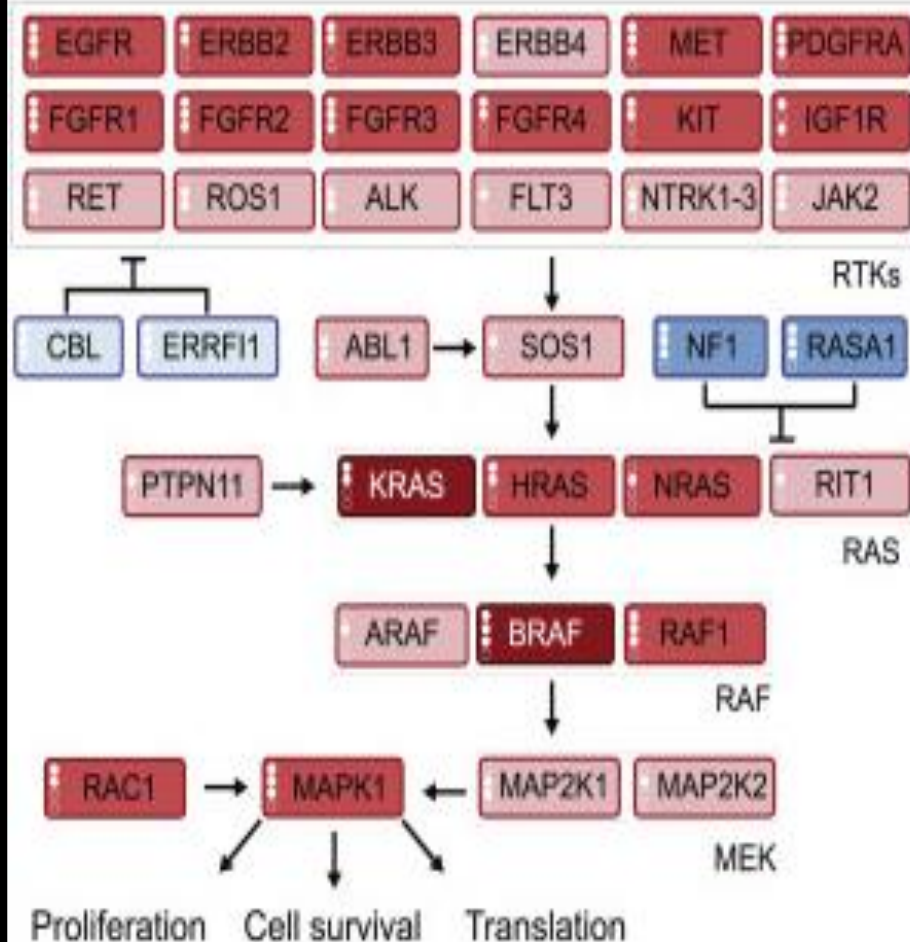 EGFR ERBB2 ERBB3 ERBB4 MET PDGFRA
FGFR1 FGFR2 FGFR3 FGFR4 KIT IGF1R
RET ROS1 ALK FLT3 NTRK1-3 JAK2
RTKs
CBL ERRFI1 ABL1 SOS1 NF1 RASA1
PTPN11 KRAS HRAS NRAS RIT1
RAS
ARAF BRAF RAF1
RAF
RAC1 MAPK1 MAP2K1 MAP2K2
MEK
Proliferation Cell survival Translation